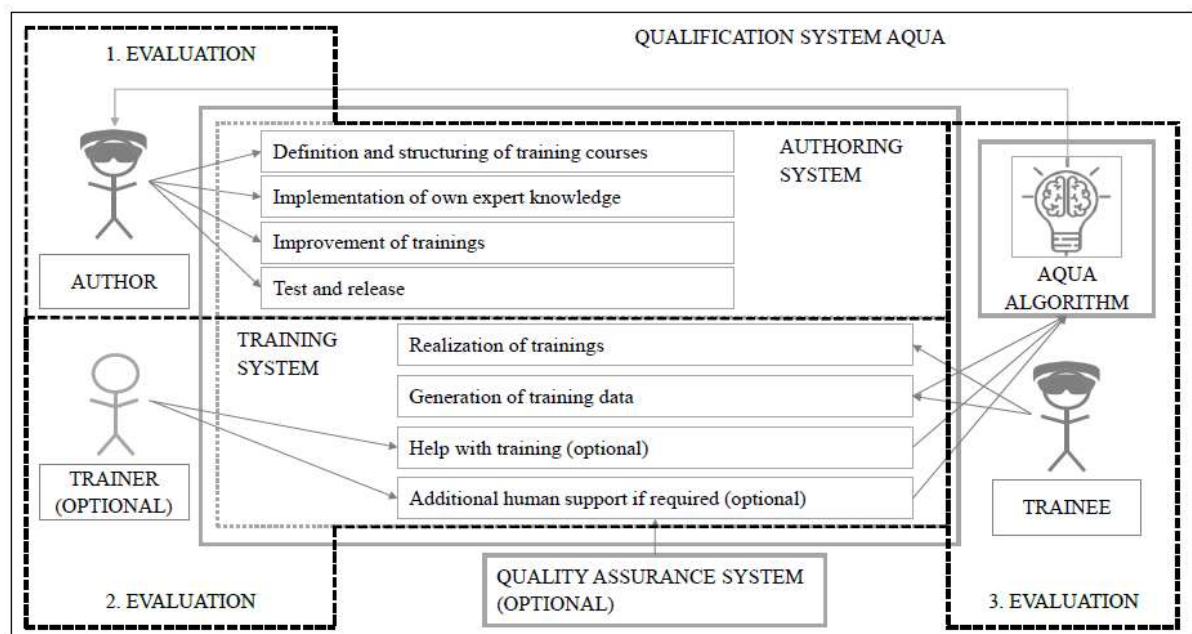 1. EVALUATION
QUALIFICATION SYSTEM AQUA
Definition and structuring of training courses
Implementation of own expert knowledge
Improvement of trainings
Test and release
AUTHORING
SYSTEM
AUTHOR
AQUA
ALGORITHM
TRAINING
SYSTEM
Realization of trainings
Generation of training data
Help with training (optional)
Additional human support if required (optional)
TRAINER
(OPTIONAL)
TRAINEE
QUALITY ASSURANCE SYSTEM
(OPTIONAL)
2. EVALUATION
3. EVALUATION